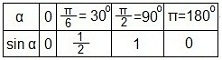 α 0 π/6 = 30⁰ π/2 =90⁰ π=180⁰
sin α 0 1/2 1 0